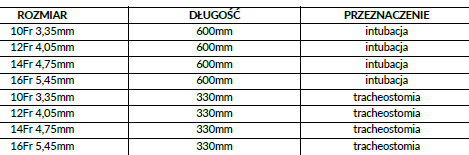 ROZMIAR DŁUGOŚĆ PRZEZNACZENIE
10Fr 3,35mm 600mm intubacja
12Fr 4,05mm 600mm intubacja
14Fr 4,75mm 600mm intubacja
16Fr 5,45mm 600mm intubacja
10Fr 3,35mm 330mm tracheostomia
12Fr 4,05mm 330mm tracheostomia
14Fr 4,75mm 330mm tracheostomia
16Fr 5,45mm 330mm tracheostomia